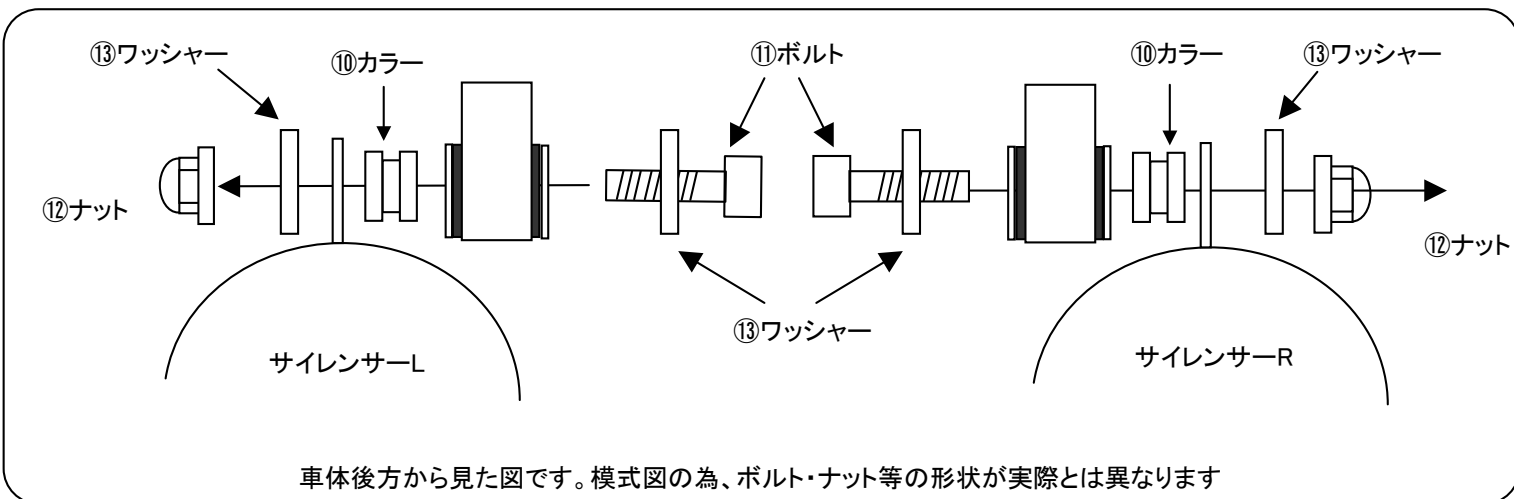 ⑬ワッシャー
⑩カラー
⑪ボルト
⑩カラー
⑬ワッシャー
⑫ナット
⑫ナット
⑬ワッシャー
サイレンサーL
サイレンサーR
車体後方から見た図です。模式図の為、ボルト・ナット等の形状が実際とは異なります